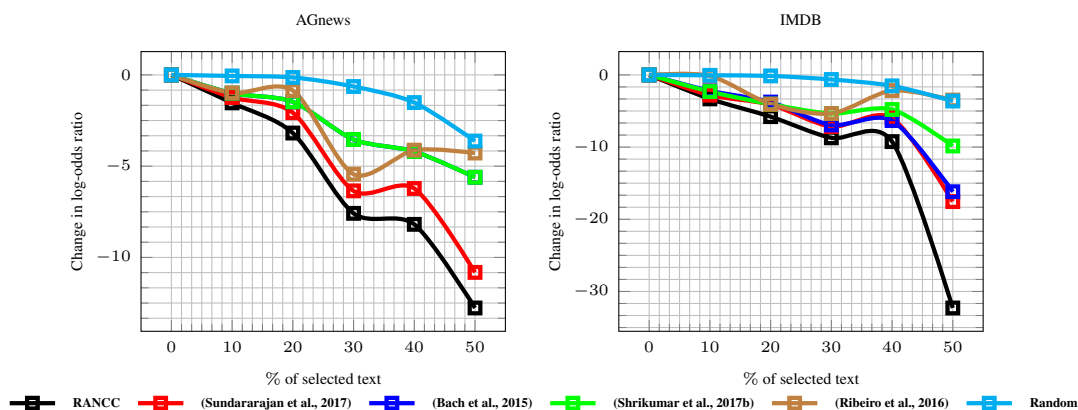 AGnews
IMDB
Change in log-odds ratio
0
−5
−10
0 10 20 30 40 50
% of selected text
Change in log-odds ratio
0
−10
−20
−30
0 10 20 30 40 50
% of selected text
RANCC (Sundararajan et al., 2017) (Bach et al., 2015) (Shrikumar et al., 2017b) (Ribeiro et al., 2016) Random